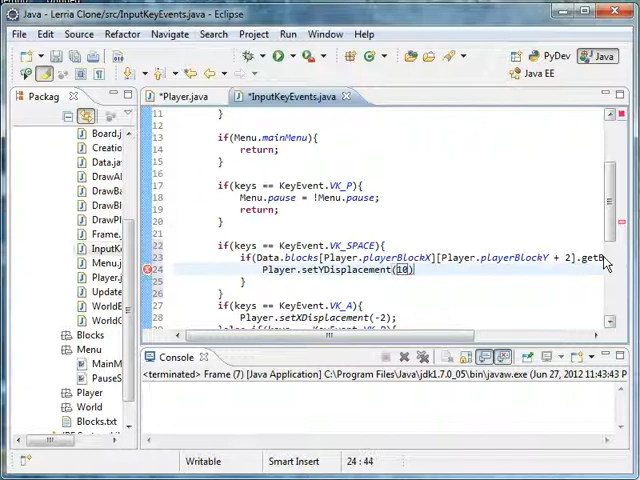 Java - Lerria Clone/src/InputKeyEvents.java - Eclipse
File Edit Source Refactor Navigate Search Project Run Window Help
PyDev Java
Java EE
Packag
*Player.java *InputKeyEvents.java
Board.j
Creatio
Data.jav
DrawAl
DrawBa
DrawBl
DrawPl
Frame.
InputK
Menu.j
Player.j
Update
WorldE
WorldG
Blocks
Menu
MainM
PauseS
Player
World
Blocks.txt
11 }
12
13 if(Menu.mainMenu){
14 return;
15 }
16
17 if(keys == KeyEvent.VK_P){
18 Menu.pause = !Menu.pause;
19 return;
20 }
21
22 if(keys == KeyEvent.VK_SPACE){
23 if(Data.blocks[Player.playerBlockX][Player.playerBlockY + 2].getB
24 Player.setYDisplacement(10)
25 }
26 }
27 if(keys == KeyEvent.VK_A){
28 Player.setXDisplacement(-2);
Console
<terminated> Frame (7) [Java Application] C:\Program Files\Java\jdk1.7.0_05\bin\javaw.exe (Jun 27, 2012 11:43:43 P
Writable Smart Insert 24 : 44